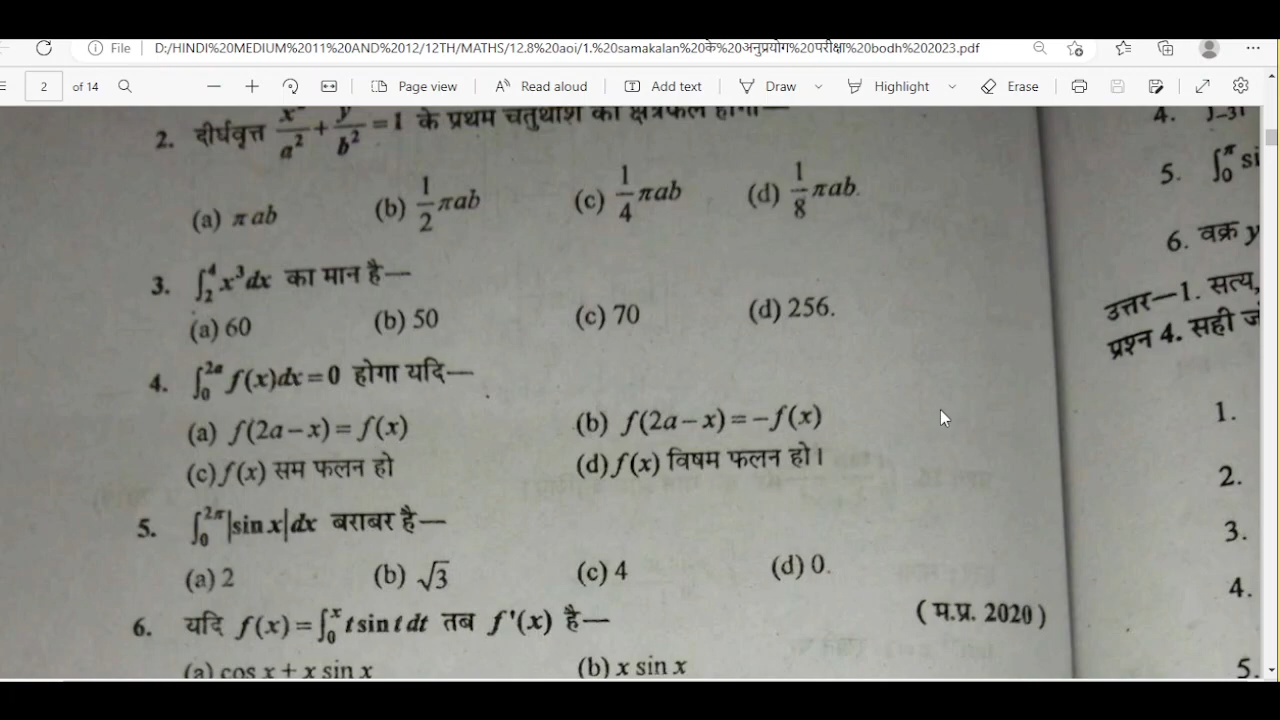 File D:/HINDI%20MEDIUM%2011%20AND%2012/12TH/MATHS/12.8%20aoi/1.%20samakalan%20के%20अनुप्रयोग%20परीक्षा%20bodh%202023.pdf
2 of 14 Page view Read aloud Add text Draw Highlight Erase
2. दीर्घवृत्त x²/a² + y²/b² = 1 के प्रथम चतुर्थांश का क्षेत्रफल होगा—
(a) πab (b) 1/2 πab (c) 1/4 πab (d) 1/8 πab.
3. ∫₂⁴ x³dx का मान है—
(a) 60 (b) 50 (c) 70 (d) 256.
4. ∫₀²ᵃ f(x)dx = 0 होगा यदि—
(a) f(2a−x) = f(x) (b) f(2a−x) = −f(x)
(c) f(x) सम फलन हो (d) f(x) विषम फलन हो।
5. ∫₀²π |sin x| dx बराबर है—
(a) 2 (b) √3 (c) 4 (d) 0.
6. यदि f(x) = ∫₀ˣ t sin t dt तब f'(x) है— (म.प्र. 2020)
(a) cos x + x sin x (b) x sin x
4.
5. ∫₀π si
6. वक्र y
उत्तर—1. सत्य,
प्रश्न 4. सही
1.
2.
3.
4.
5.